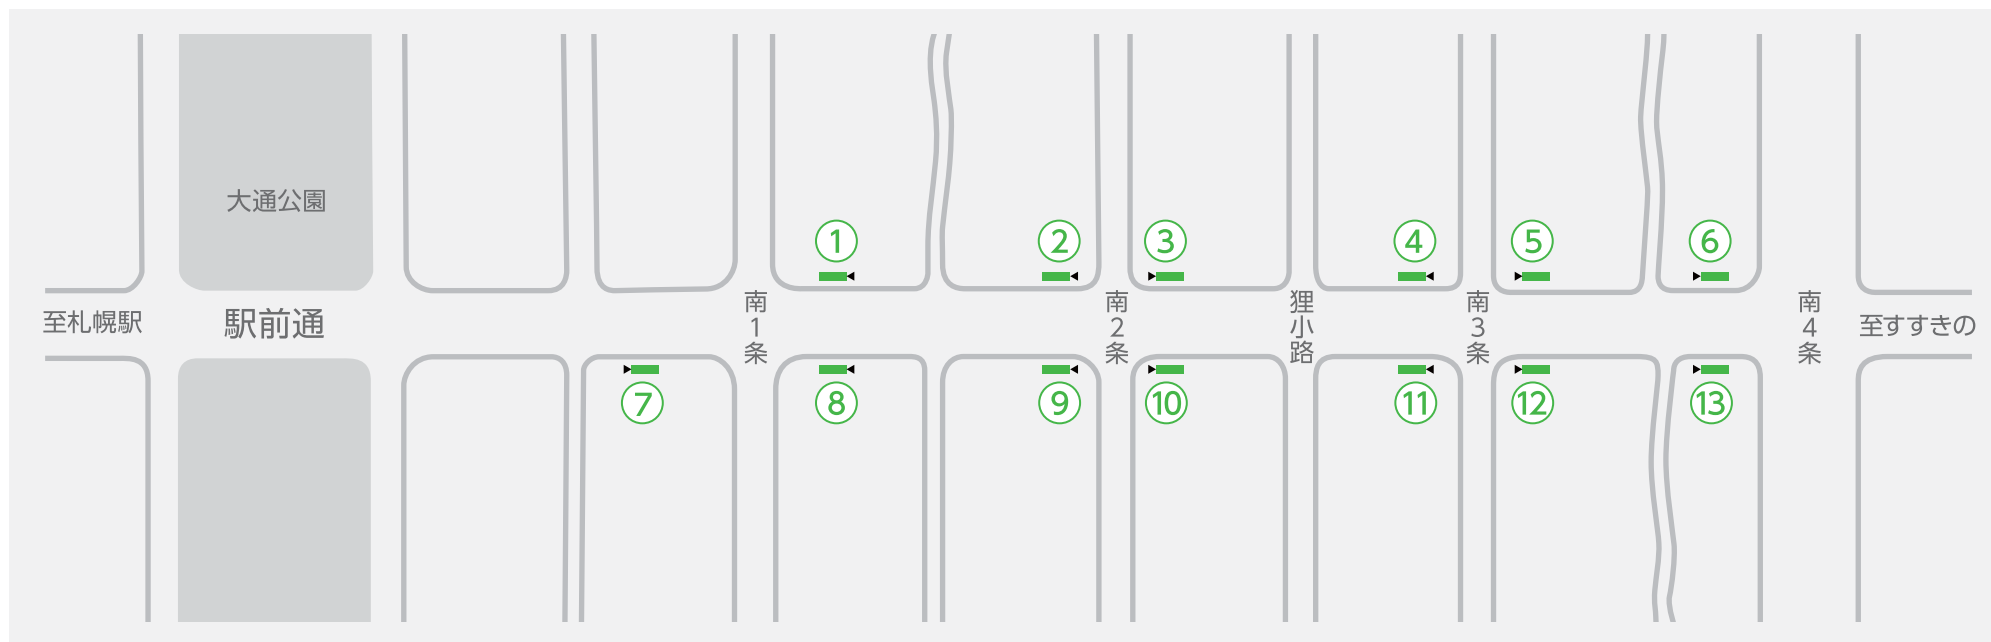 大通公園
①
②
③
④
⑤
⑥
至札幌駅
駅前通
南1条
南2条
狸小路
南3条
南4条
至すすきの
⑦
⑧
⑨
⑩
⑪
⑫
⑬